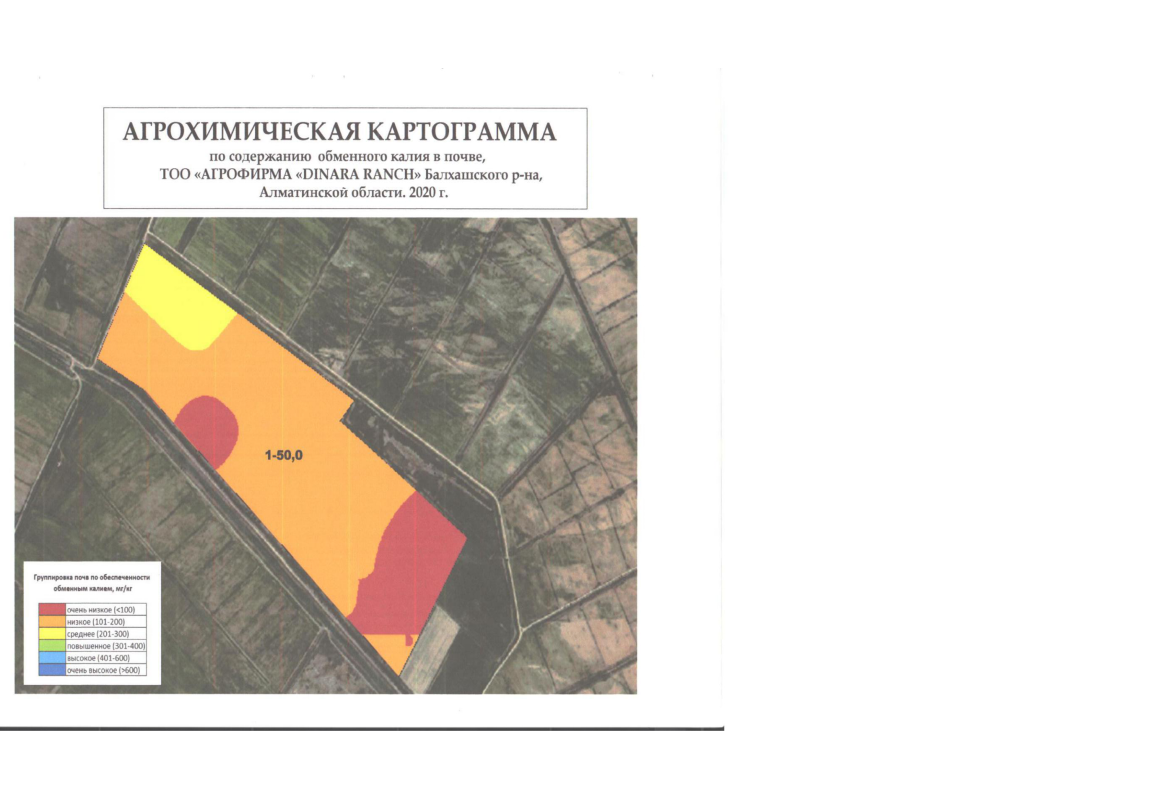 АГРОХИМИЧЕСКАЯ КАРТОГРАММА
по содержанию обменного калия в почве,
ТОО «АГРОФИРМА «DINARA RANCH» Балхашского р-на,
Алматинской области. 2020 г.
1-50,0
Группировка почв по обеспеченности
обменным калием, мг/кг
очень низкое (<100)
низкое (101-200)
среднее (201-300)
повышенное (301-400)
высокое (401-600)
очень высокое (>600)